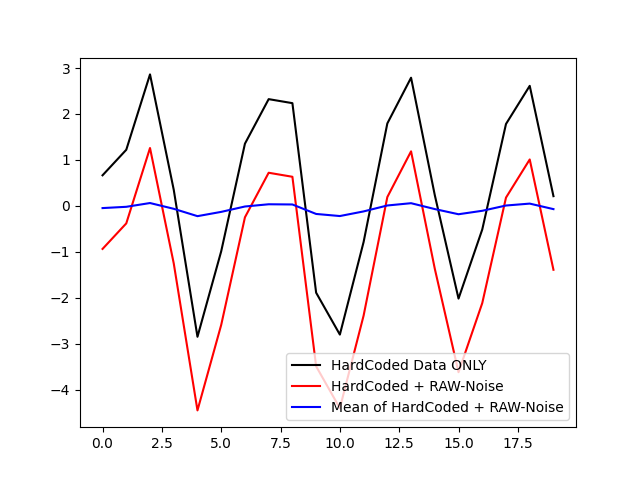 3
2
1
0
−1
−2
−3
−4
0.0 2.5 5.0 7.5 10.0 12.5 15.0 17.5
HardCoded Data ONLY
HardCoded + RAW-Noise
Mean of HardCoded + RAW-Noise